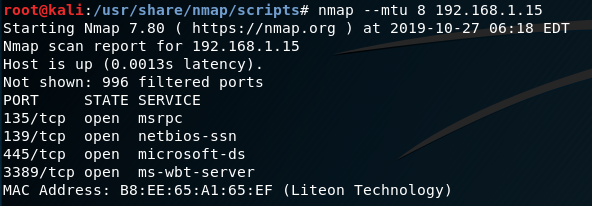 root@kali:/usr/share/nmap/scripts# nmap --mtu 8 192.168.1.15
Starting Nmap 7.80 ( https://nmap.org ) at 2019-10-27 06:18 EDT
Nmap scan report for 192.168.1.15
Host is up (0.0013s latency).
Not shown: 996 filtered ports
PORT     STATE SERVICE
135/tcp  open  msrpc
139/tcp  open  netbios-ssn
445/tcp  open  microsoft-ds
3389/tcp open  ms-wbt-server
MAC Address: B8:EE:65:A1:65:EF (Liteon Technology)